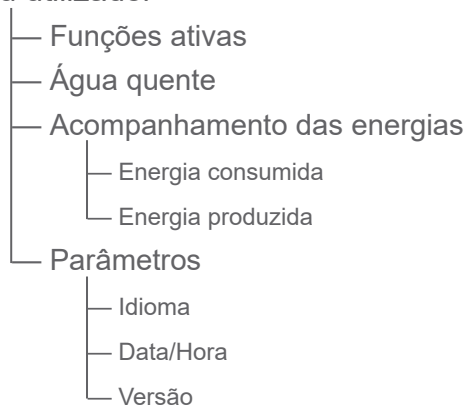 Funções ativas
Água quente
Acompanhamento das energias
Energia consumida
Energia produzida
Parâmetros
Idioma
Data/Hora
Versão